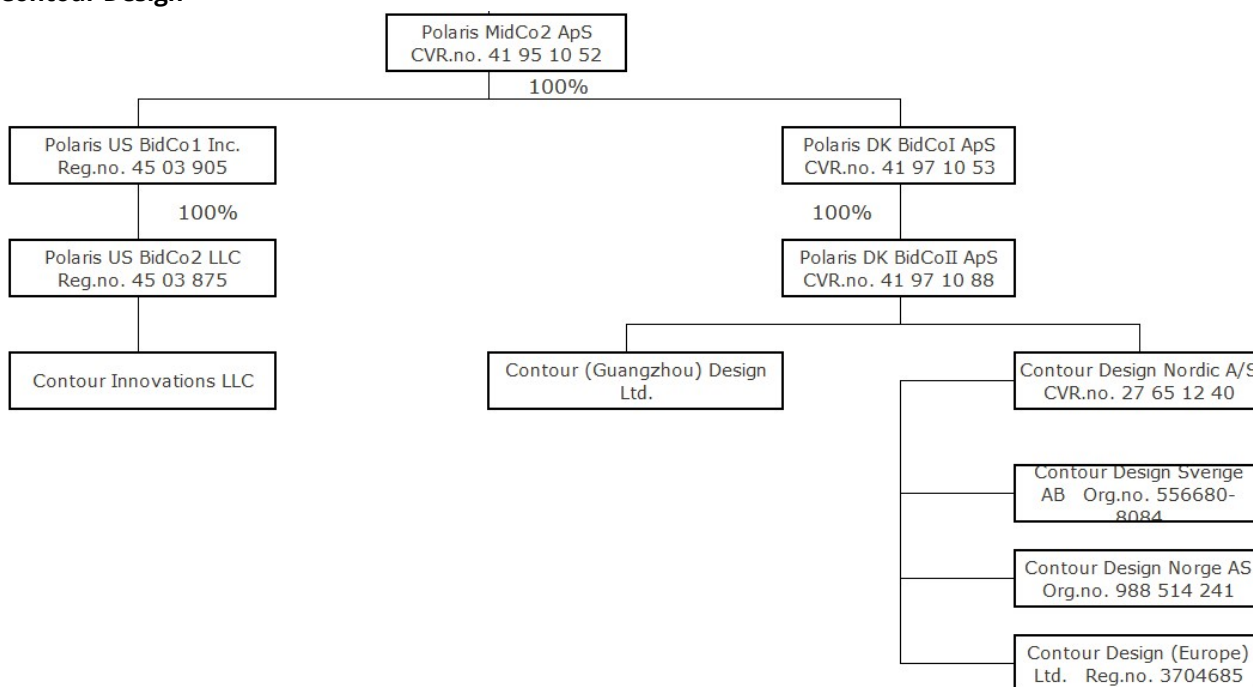 Contour Design
Polaris MidCo2 ApS
CVR.no. 41 95 10 52
100%
Polaris US BidCo1 Inc.
Reg.no. 45 03 905
Polaris DK BidCoI ApS
CVR.no. 41 97 10 53
100%
100%
Polaris US BidCo2 LLC
Reg.no. 45 03 875
Polaris DK BidCoII ApS
CVR.no. 41 97 10 88
Contour Innovations LLC
Contour (Guangzhou) Design
Ltd.
Contour Design Nordic A/S
CVR.no. 27 65 12 40
Contour Design Sverige
AB Org.no. 556680-
8084
Contour Design Norge AS
Org.no. 988 514 241
Contour Design (Europe)
Ltd. Reg.no. 3704685